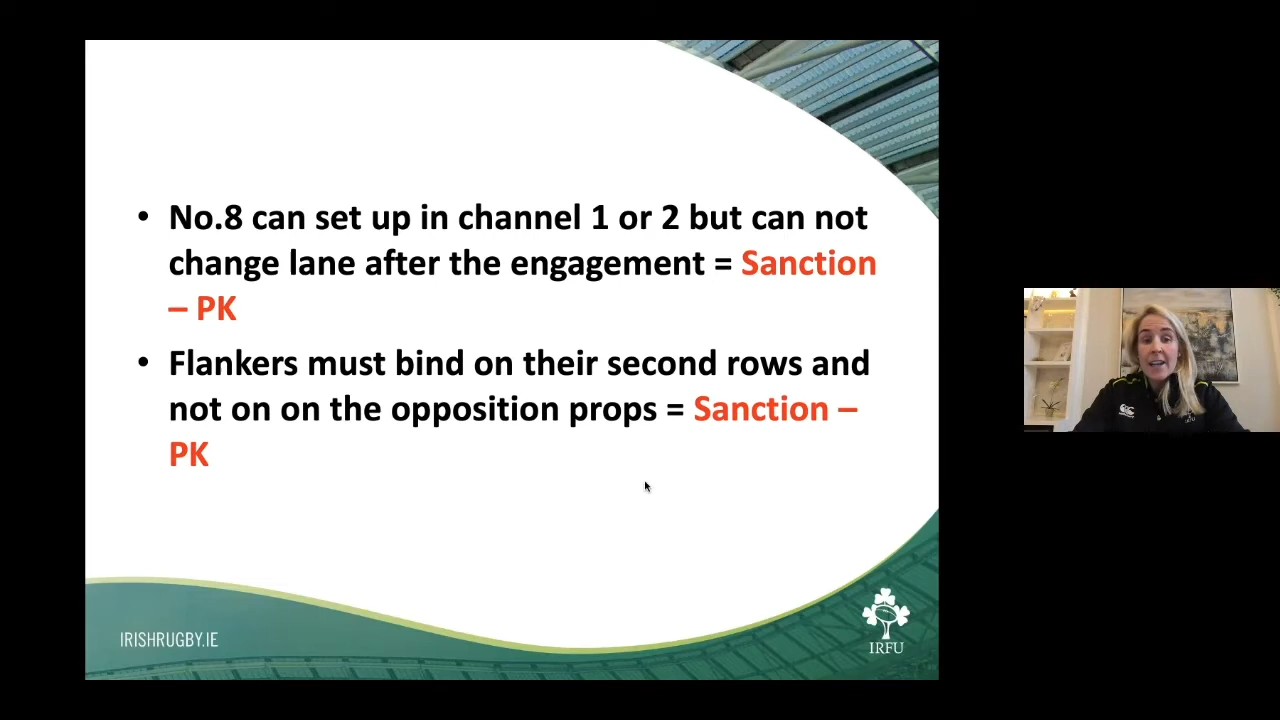 • No.8 can set up in channel 1 or 2 but can not
change lane after the engagement = Sanction
– PK
• Flankers must bind on their second rows and
not on on the opposition props = Sanction –
PK
IRISHRUGBY.IE
IRFU